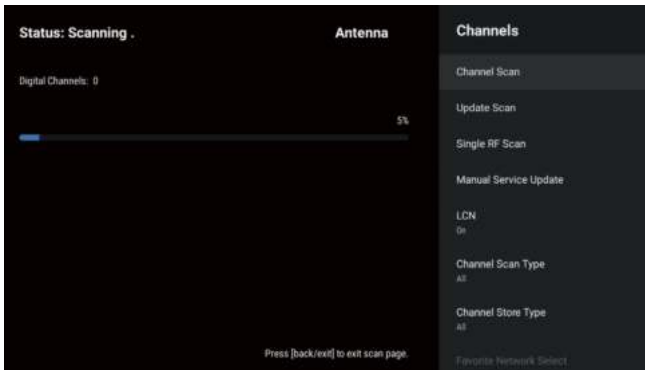 Status: Scanning .
Antenna
Digital Channels: 0
5%
Press [back/exit] to exit scan page.
Channels
Channel Scan
Update Scan
Single RF Scan
Manual Service Update
LCN
On
Channel Scan Type
All
Channel Store Type
All
Favorite Network Select